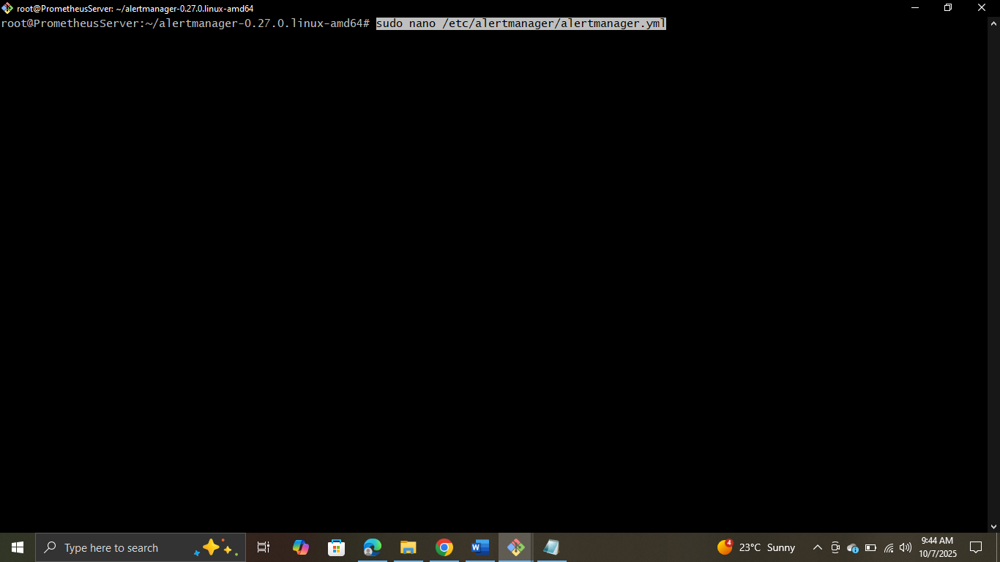 root@PrometheusServer: ~/alertmanager-0.27.0.linux-amd64
root@PrometheusServer:~/alertmanager-0.27.0.linux-amd64# sudo nano /etc/alertmanager/alertmanager.yml
Type here to search
4
23°C Sunny
9:44 AM
10/7/2025